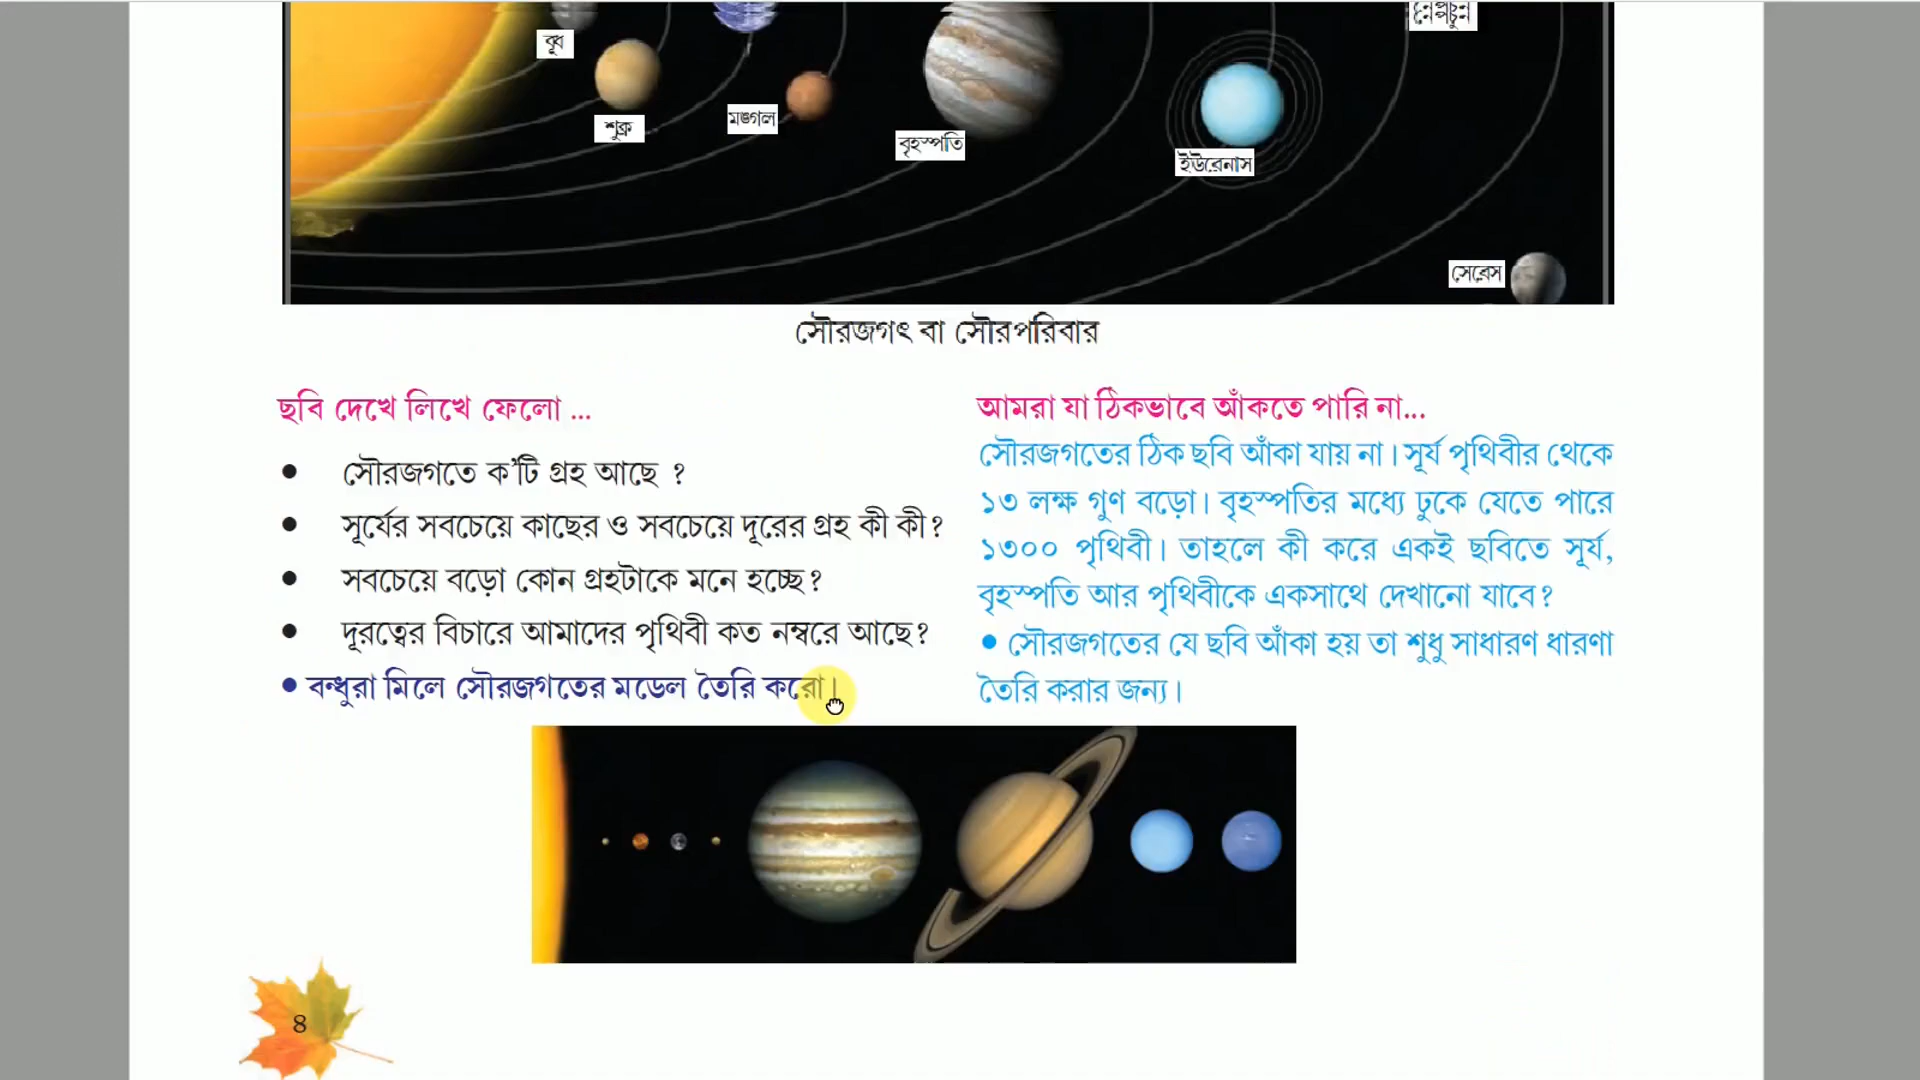 নেপচুন
বুধ
শুক্র
মঙ্গল
বৃহস্পতি
ইউরেনাস
সেরেস
সৌরজগৎ বা সৌরপরিবার
ছবি দেখে লিখে ফেলো ...
● সৌরজগতে ক'টি গ্রহ আছে ?
● সূর্যের সবচেয়ে কাছের ও সবচেয়ে দূরের গ্রহ কী কী?
● সবচেয়ে বড়ো কোন গ্রহটাকে মনে হচ্ছে?
● দূরত্বের বিচারে আমাদের পৃথিবী কত নম্বরে আছে?
● বন্ধুরা মিলে সৌরজগতের মডেল তৈরি করো।
আমরা যা ঠিকভাবে আঁকতে পারি না...
সৌরজগতের ঠিক ছবি আঁকা যায় না। সূর্য পৃথিবীর থেকে
১৩ লক্ষ গুণ বড়ো। বৃহস্পতির মধ্যে ঢুকে যেতে পারে
১৩০০ পৃথিবী। তাহলে কী করে একই ছবিতে সূর্য,
বৃহস্পতি আর পৃথিবীকে একসাথে দেখানো যাবে?
● সৌরজগতের যে ছবি আঁকা হয় তা শুধু সাধারণ ধারণা
তৈরি করার জন্য।
৪